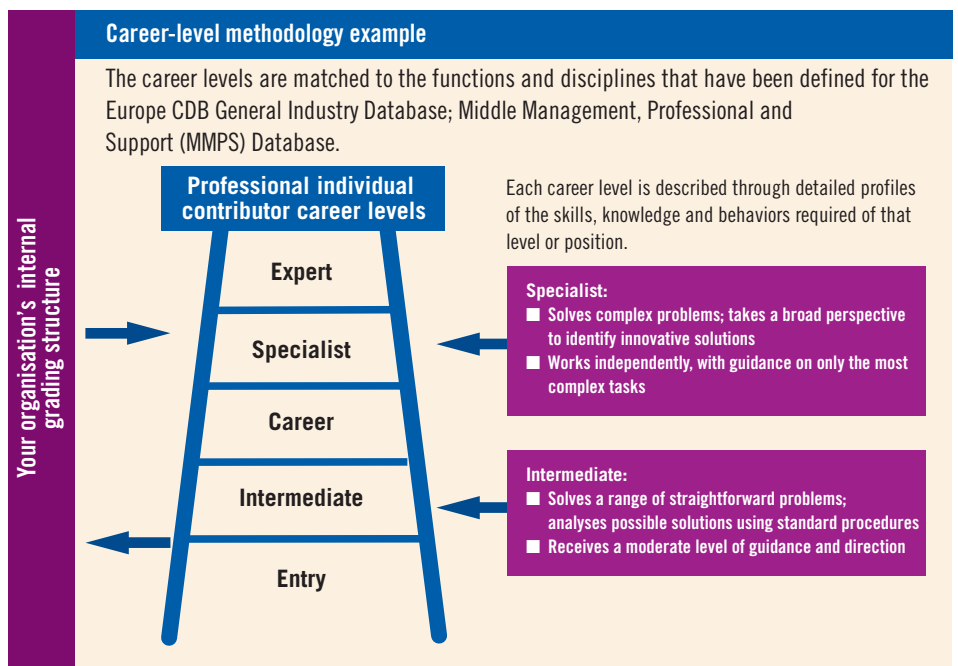 Career-level methodology example
The career levels are matched to the functions and disciplines that have been defined for the
Europe CDB General Industry Database; Middle Management, Professional and
Support (MMPS) Database.
Your organisation's internal
grading structure
Professional individual
contributor career levels
Expert
Specialist
Career
Intermediate
Entry
Each career level is described through detailed profiles
of the skills, knowledge and behaviors required of that
level or position.
Specialist:
■ Solves complex problems; takes a broad perspective
to identify innovative solutions
■ Works independently, with guidance on only the most
complex tasks
Intermediate:
■ Solves a range of straightforward problems;
analyses possible solutions using standard procedures
■ Receives a moderate level of guidance and direction